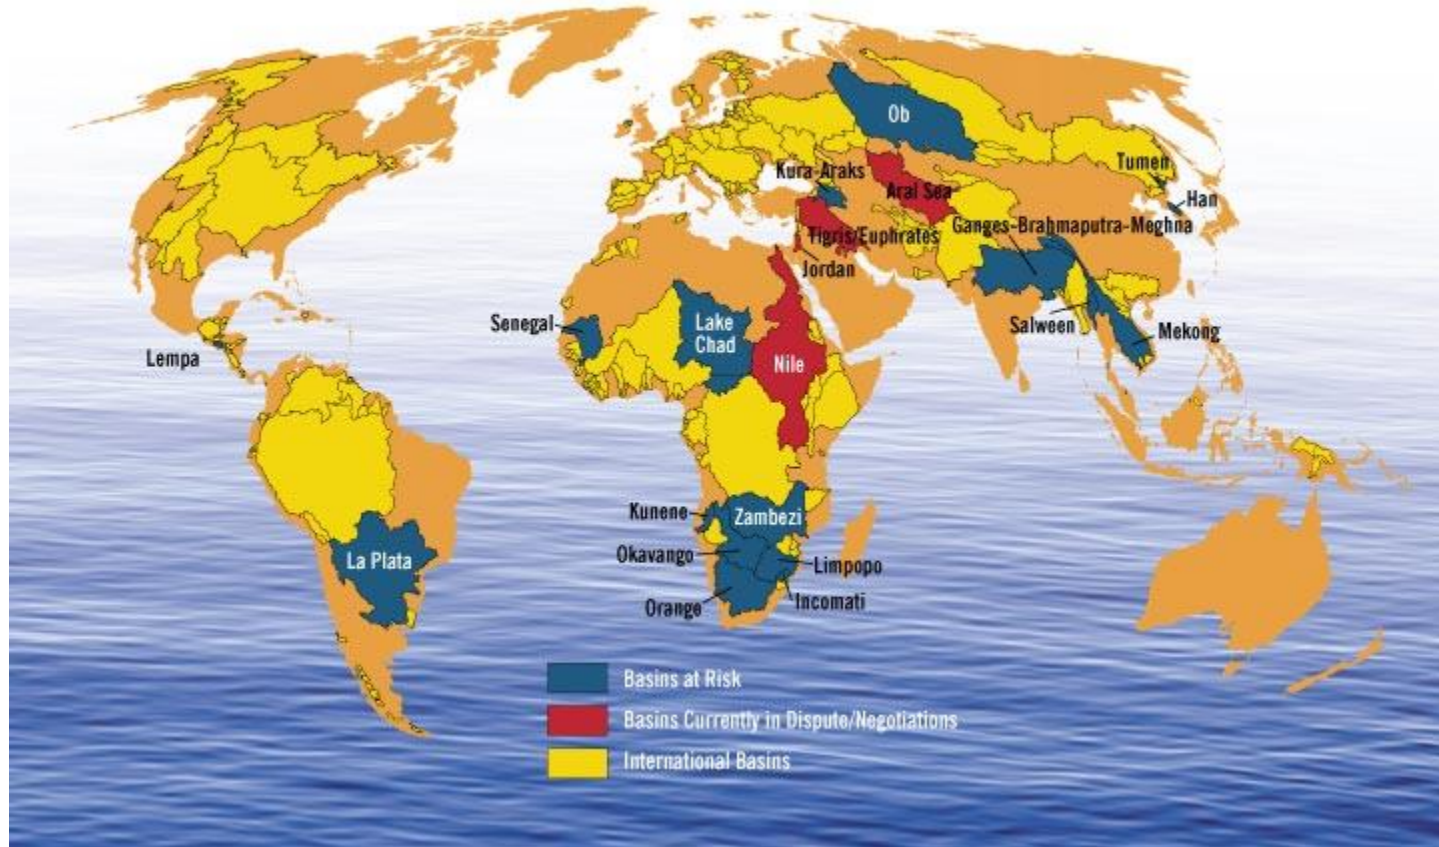 Ob
Tumen
Kura-Araks
Aral Sea
Han
Ganges-Brahmaputra-Meghna
Tigris/Euphrates
Jordan
Senegal
Lake
Chad
Salween
Mekong
Lempa
Nile
Kunene
Zambezi
Okavango
La Plata
Limpopo
Orange
Incomati
Basins at Risk
Basins Currently in Dispute/Negotiations
International Basins